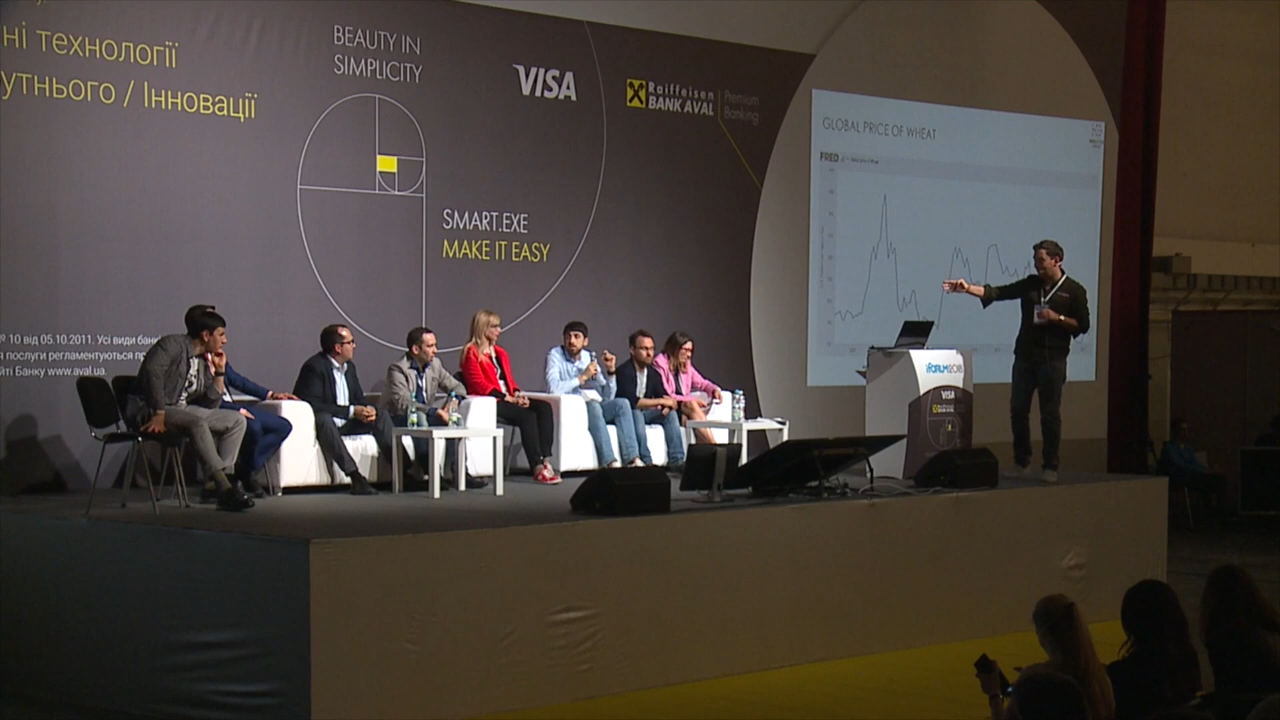 ні технології
утнього / Інновації
BEAUTY IN
SIMPLICITY
VISA
Raiffeisen
BANK AVAL
Premium
Banking
SMART.EXE
MAKE IT EASY
№ 10 від 05.10.2011. Усі види бан
послуги регламентуються пр
йті Банку www.aval.ua.
GLOBAL PRICE OF WHEAT
FRED
iFORUM2018
VISA